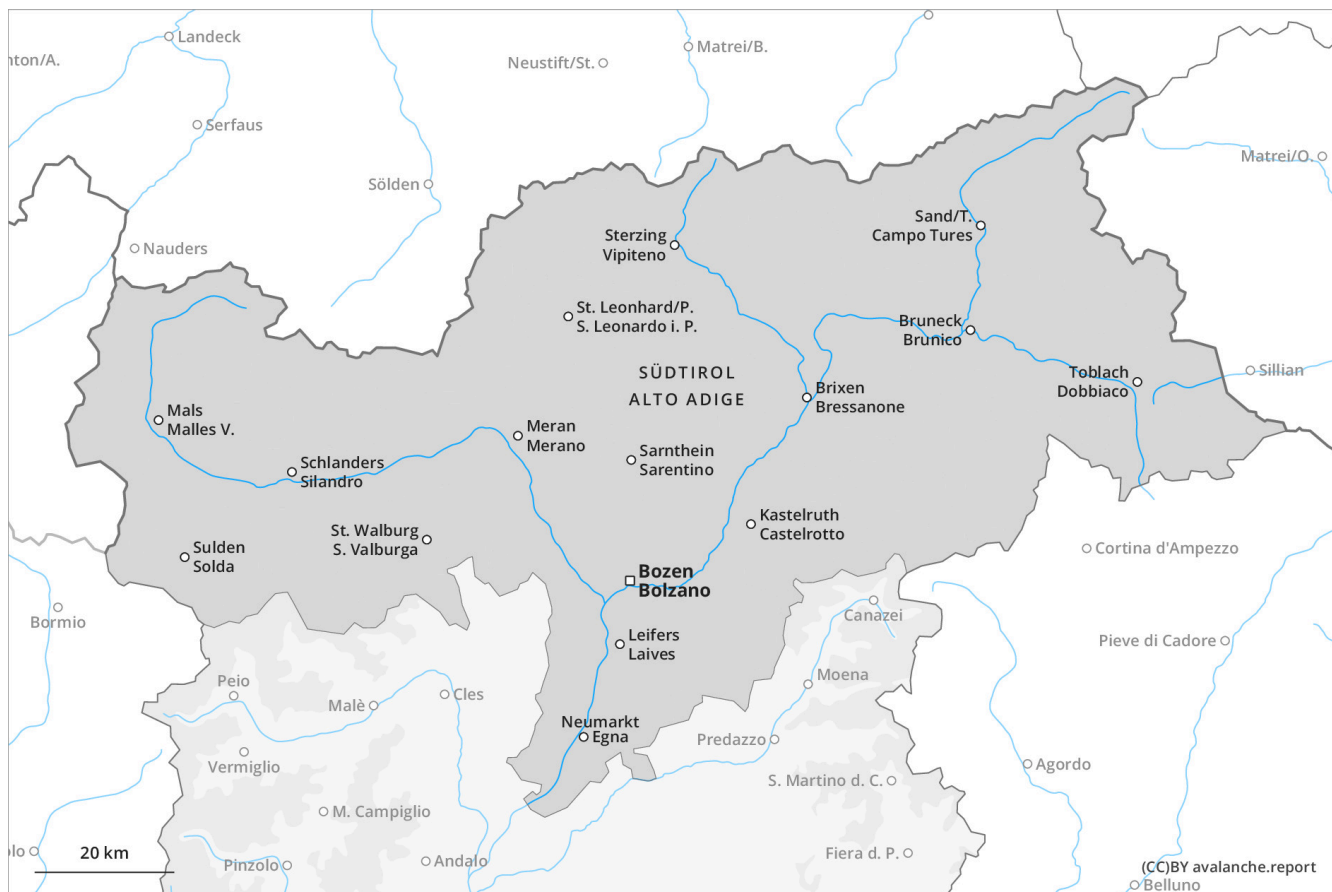 Landeck
nton/A.
Matrei/B.
Neustift/St.
Serfaus
Matrei/O.
Sölden
Sand/T.
Campo Tures
Sterzing
Vipiteno
Nauders
St. Leonhard/P.
S. Leonardo i. P.
Bruneck
Brunico
SÜDTIROL
ALTO ADIGE
Toblach
Dobbiaco
Sillian
Brixen
Bressanone
Mals
Malles V.
Meran
Merano
Sarnthein
Sarentino
Schlanders
Silandro
Kastelruth
Castelrotto
St. Walburg
S. Valburga
Sulden
Solda
Cortina d'Ampezzo
Bozen
Bolzano
Bormio
Canazei
Leifers
Laives
Pieve di Cadore
Peio
Moena
Cles
Malè
Neumarkt
Egna
Predazzo
Vermiglio
Agordo
S. Martino d. C.
M. Campiglio
olo
20 km
Pinzolo
Andalo
Fiera d. P.
(CC)BY avalanche.report
Belluno